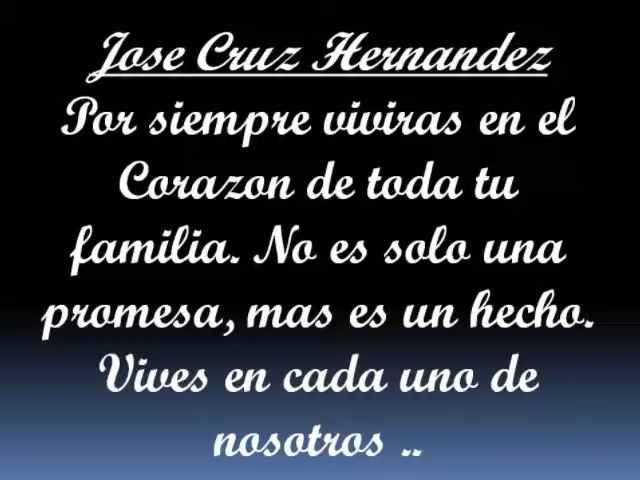 Jose Cruz Hernandez
Por siempre viviras en el
Corazon de toda tu
familia. No es solo una
promesa, mas es un hecho.
Vives en cada uno de
nosotros ..